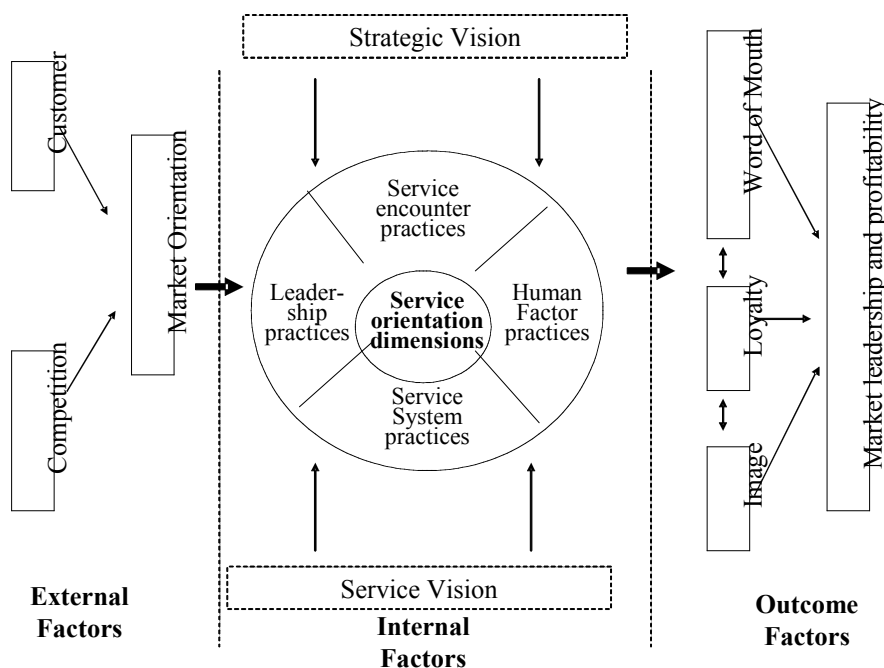 Strategic Vision
Customer
Competition
Market Orientation
Service
encounter
practices
Leader-
ship
practices
Service
orientation
dimensions
Human
Factor
practices
Service
System
practices
Service Vision
Word of Mouth
Loyalty
Image
Market leadership and profitability
External
Factors
Internal
Factors
Outcome
Factors